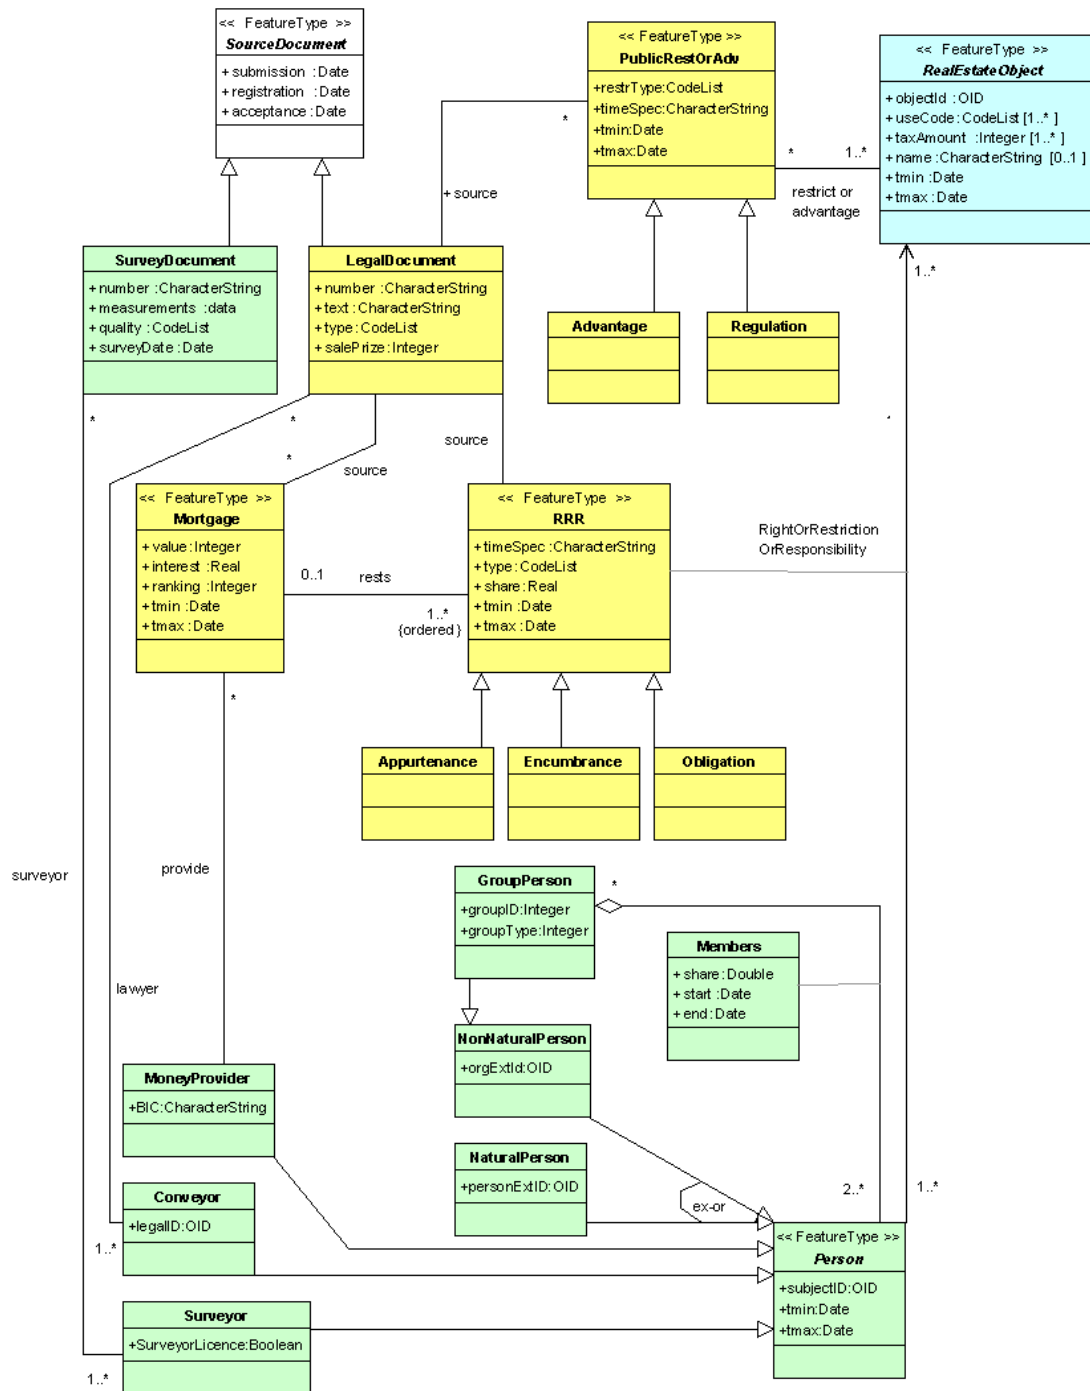 << FeatureType >>
SourceDocument
+ submission : Date
+ registration : Date
+ acceptance : Date
<< FeatureType >>
PublicRestOrAdv
+restrType:CodeList
+timeSpec:CharacterString
+tmin:Date
+tmax:Date
<< FeatureType >>
RealEstateObject
+ objectId : OID
+ useCode : CodeList [1..* ]
+ taxAmount : Integer [1..* ]
+ name : CharacterString [0..1 ]
+ tmin : Date
+ tmax : Date
*
*
1..*
restrict or
advantage
+ source
SurveyDocument
+ number : CharacterString
+ measurements : data
+ quality : CodeList
+ surveyDate : Date
LegalDocument
+ number : CharacterString
+ text : CharacterString
+ type : CodeList
+ salePrize : Integer
1..*
Advantage
Regulation
*
*
*
source
source
*
<< FeatureType >>
Mortgage
+ value : Integer
+ interest : Real
+ ranking : Integer
+ tmin : Date
+ tmax : Date
<< FeatureType >>
RRR
+ timeSpec : CharacterString
+ type : CodeList
+ share : Real
+ tmin : Date
+ tmax : Date
RightOrRestriction
OrResponsibility
0..1
rests
1..*
{ordered }
*
Appurtenance
Encumbrance
Obligation
surveyor
provide
GroupPerson
+groupID:Integer
+groupType:Integer
*
Members
+ share : Double
+ start : Date
+ end : Date
lawyer
NonNaturalPerson
+orgExtId:OID
MoneyProvider
+BIC:CharacterString
NaturalPerson
+personExtID:OID
ex-or
2..*
1..*
Conveyor
+legalID:OID
1..*
<< FeatureType >>
Person
+subjectID:OID
+tmin:Date
+tmax:Date
Surveyor
+SurveyorLicence:Boolean
1..*